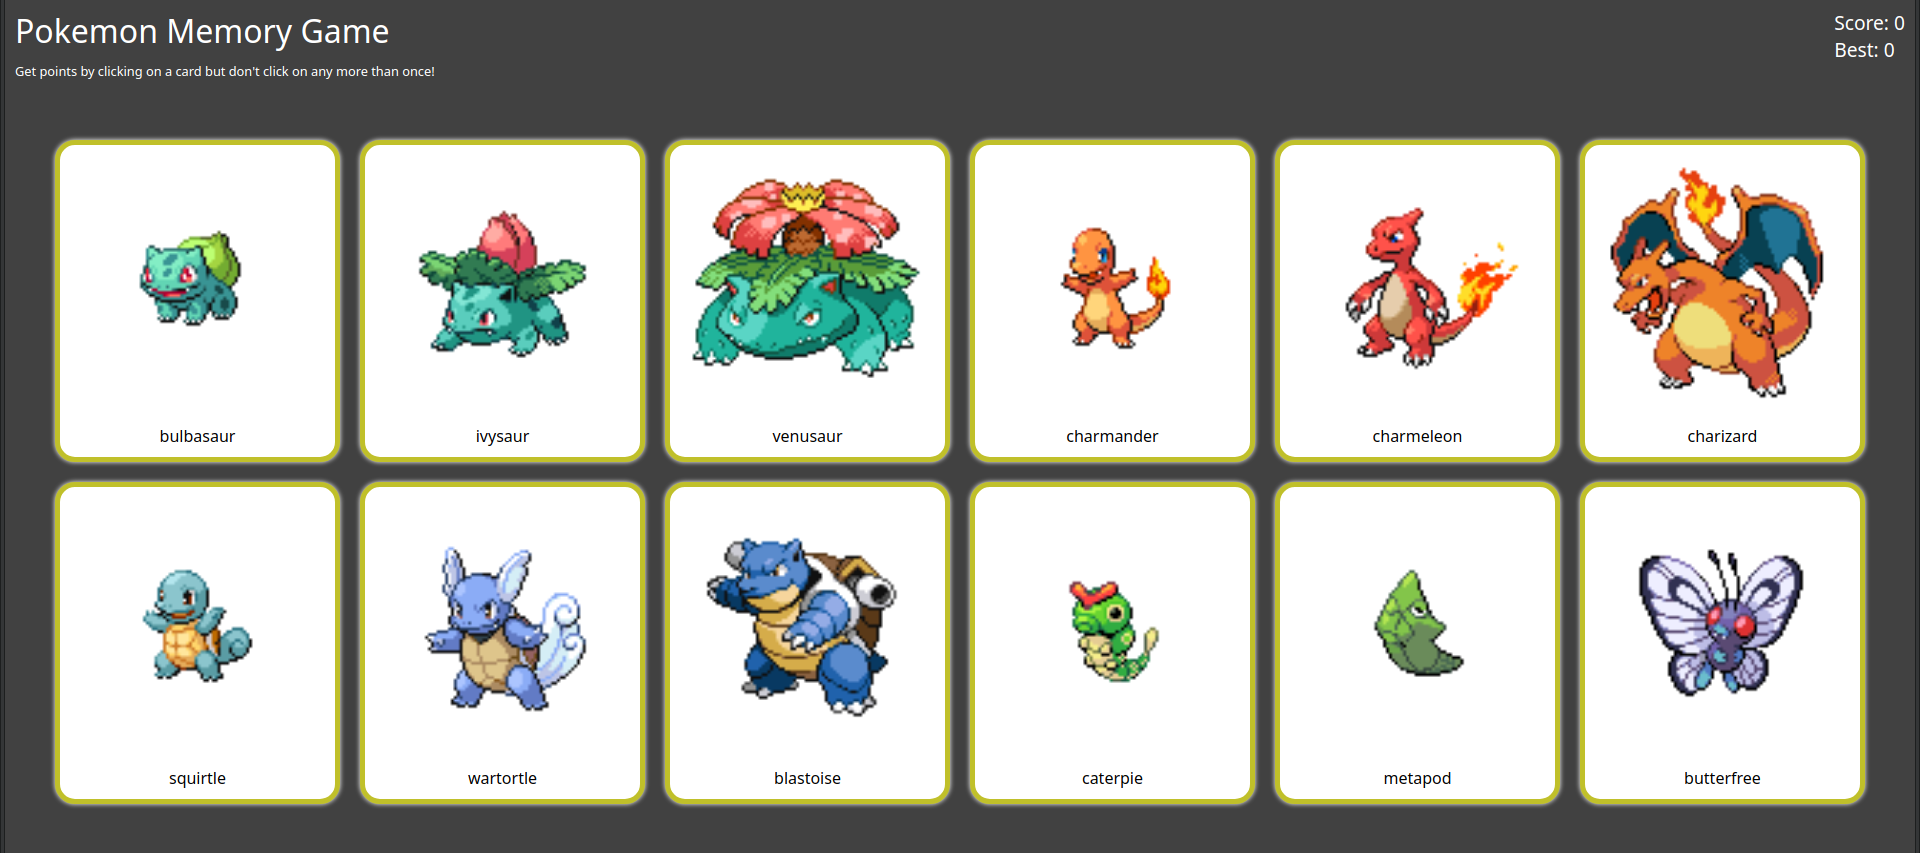 Pokemon Memory Game
Get points by clicking on a card but don't click on any more than once!
Score: 0
Best: 0
bulbasaur
ivysaur
venusaur
charmander
charmeleon
charizard
squirtle
wartortle
blastoise
caterpie
metapod
butterfree